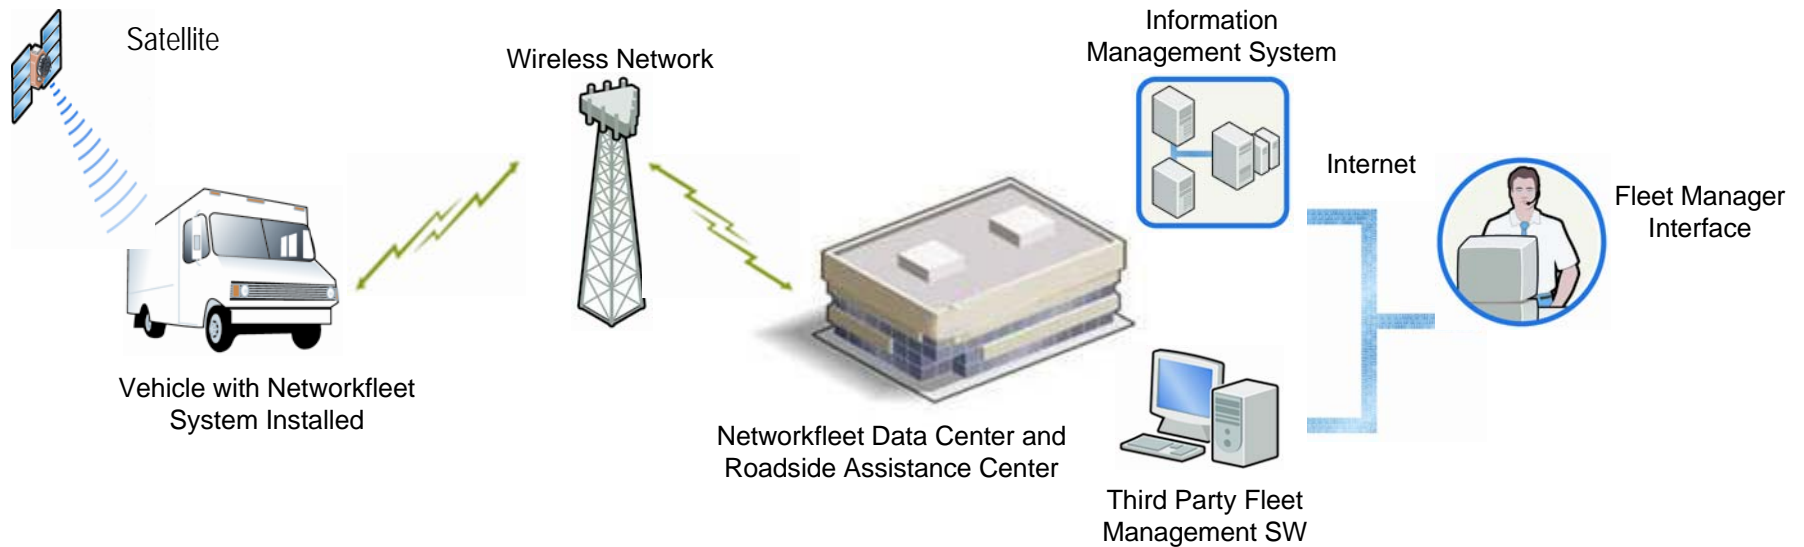 Satellite
Wireless Network
Information
Management System
Internet
Fleet Manager
Interface
Vehicle with Networkfleet
System Installed
Networkfleet Data Center and
Roadside Assistance Center
Third Party Fleet
Management SW